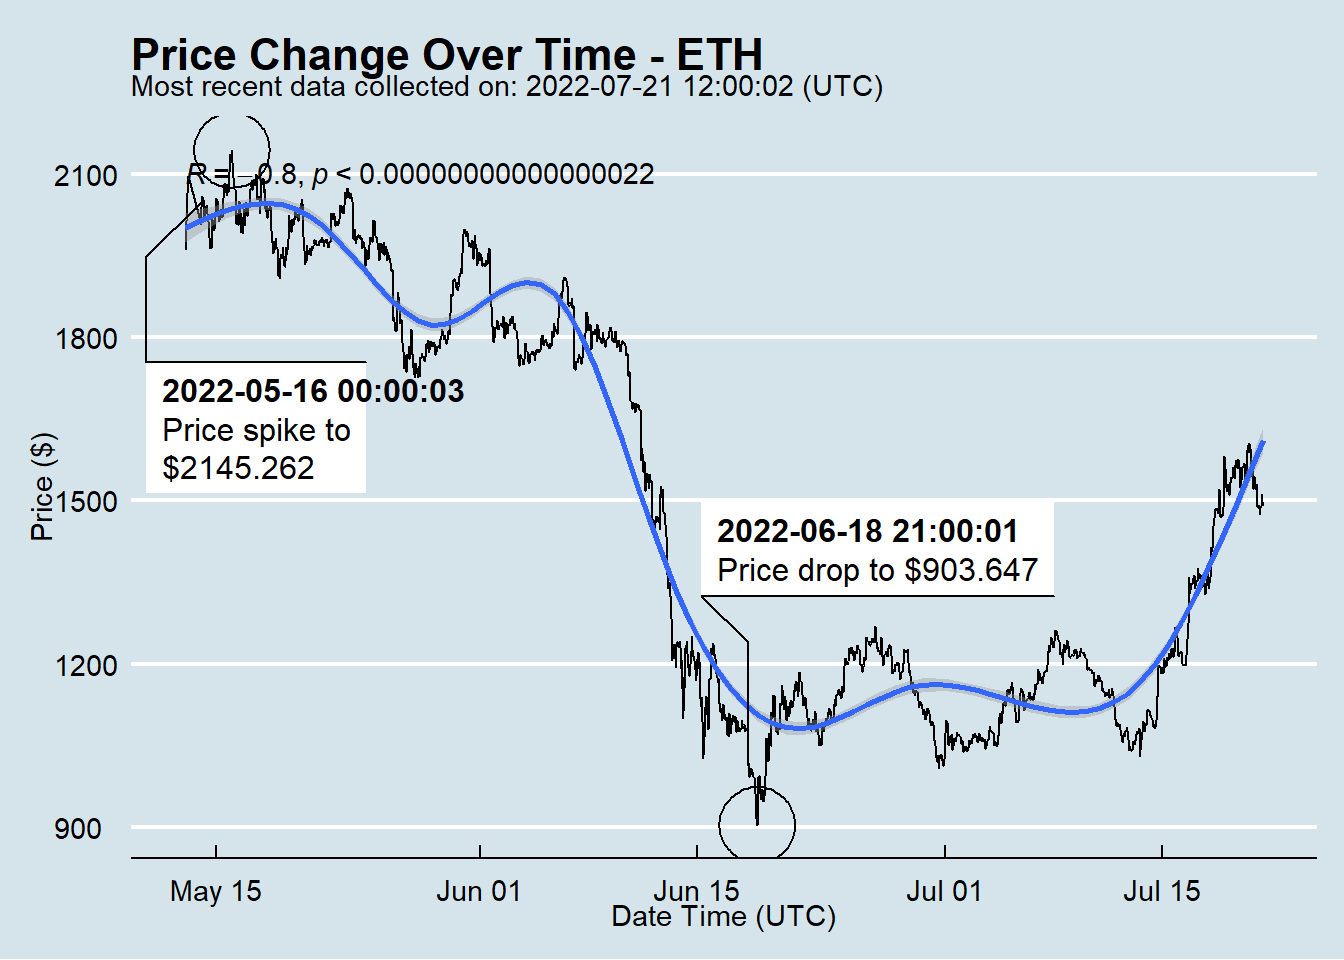 Price Change Over Time - ETH
Most recent data collected on: 2022-07-21 12:00:02 (UTC)
R = −0.8, p < 0.00000000000000022
2100
1800
1500
1200
900
Price ($)
2022-05-16 00:00:03
Price spike to
$2145.262
2022-06-18 21:00:01
Price drop to $903.647
May 15
Jun 01
Jun 15
Jul 01
Jul 15
Date Time (UTC)